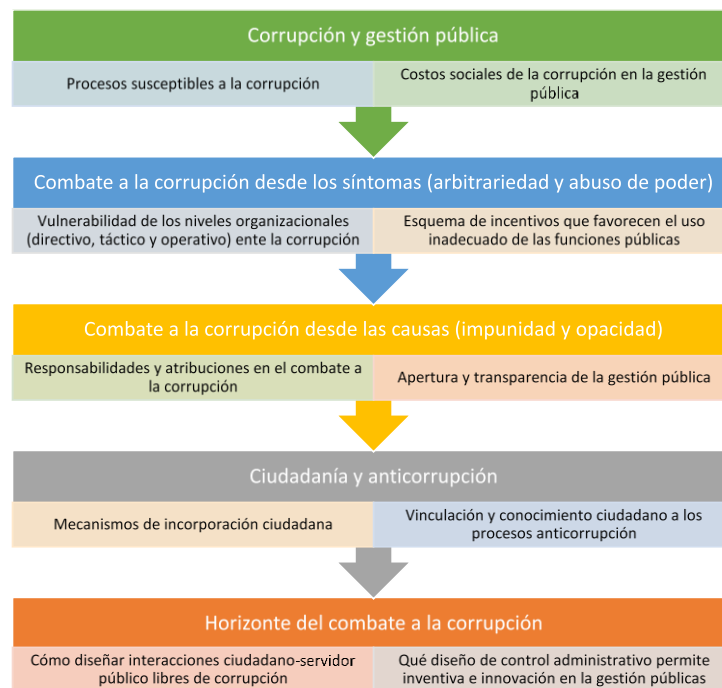 Corrupción y gestión pública
Procesos susceptibles a la corrupción
Costos sociales de la corrupción en la gestión
pública
Combate a la corrupción desde los síntomas (arbitrariedad y abuso de poder)
Vulnerabilidad de los niveles organizacionales
(directivo, táctico y operativo) ente la corrupción
Esquema de incentivos que favorecen el uso
inadecuado de las funciones públicas
Combate a la corrupción desde las causas (impunidad y opacidad)
Responsabilidades y atribuciones en el combate a
la corrupción
Apertura y transparencia de la gestión pública
Ciudadanía y anticorrupción
Mecanismos de incorporación ciudadana
Vinculación y conocimiento ciudadano a los
procesos anticorrupción
Horizonte del combate a la corrupción
Cómo diseñar interacciones ciudadano-servidor
público libres de corrupción
Qué diseño de control administrativo permite
inventiva e innovación en la gestión públicas